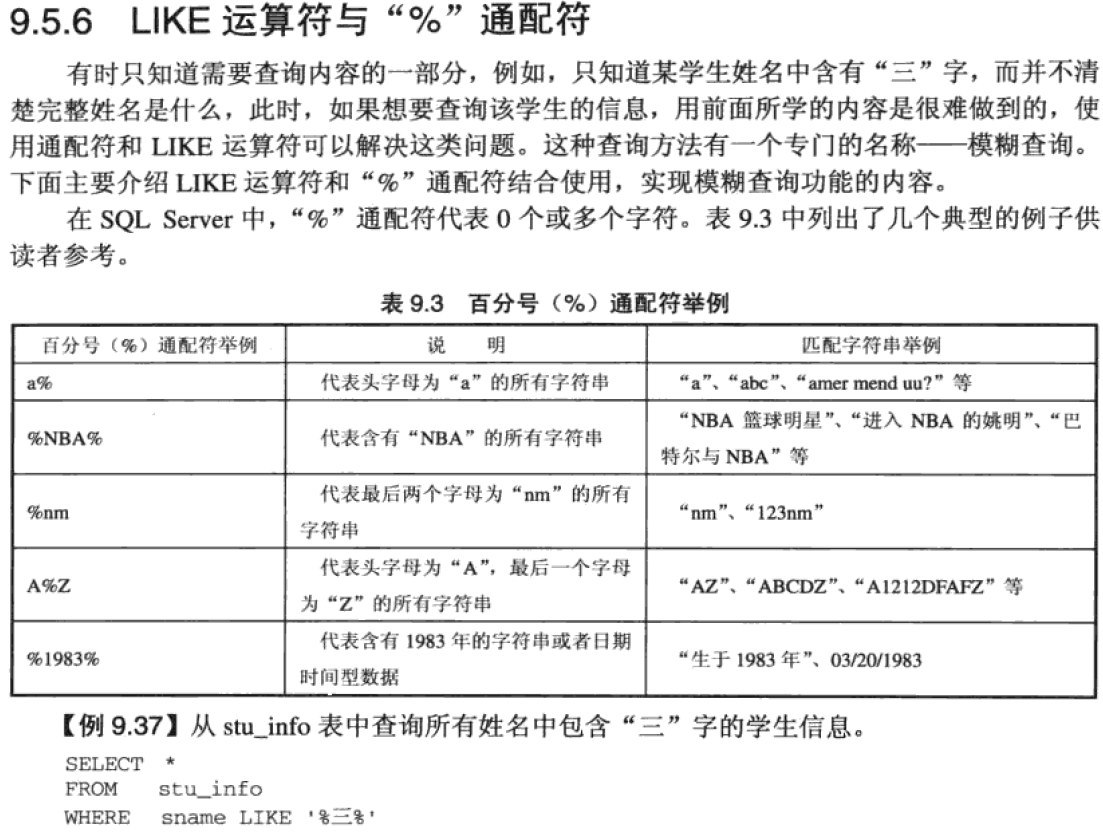 9.5.6 LIKE 运算符与“%”通配符
有时只知道需要查询内容的一部分，例如，只知道某学生姓名中含有“三”字，而并不清
楚完整姓名是什么，此时，如果想要查询该学生的信息，用前面所学的内容是很难做到的，使
用通配符和 LIKE 运算符可以解决这类问题。这种查询方法有一个专门的名称——模糊查询。
下面主要介绍 LIKE 运算符和“%”通配符结合使用，实现模糊查询功能的内容。
在 SQL Server 中，“%”通配符代表 0 个或多个字符。表 9.3 中列出了几个典型的例子供
读者参考。
表 9.3 百分号（%）通配符举例
百分号（%）通配符举例 说 明 匹配字符串举例
a% 代表头字母为“a”的所有字符串 “a”、“abc”、“amer mend uu?”等
%NBA% 代表含有“NBA”的所有字符串 “NBA 篮球明星”、“进入 NBA 的姚明”、“巴
特尔与 NBA”等
%nm 代表最后两个字母为“nm”的所有
字符串 “nm”、“123nm”
A%Z 代表头字母为“A”，最后一个字母
为“Z”的所有字符串 “AZ”、“ABCDZ”、“A1212DFAFZ”等
%1983% 代表含有 1983 年的字符串或者日期
时间型数据 “生于 1983 年”、03/20/1983
【例 9.37】从 stu_info 表中查询所有姓名中包含“三”字的学生信息。
SELECT *
FROM stu_info
WHERE sname LIKE '%三%'